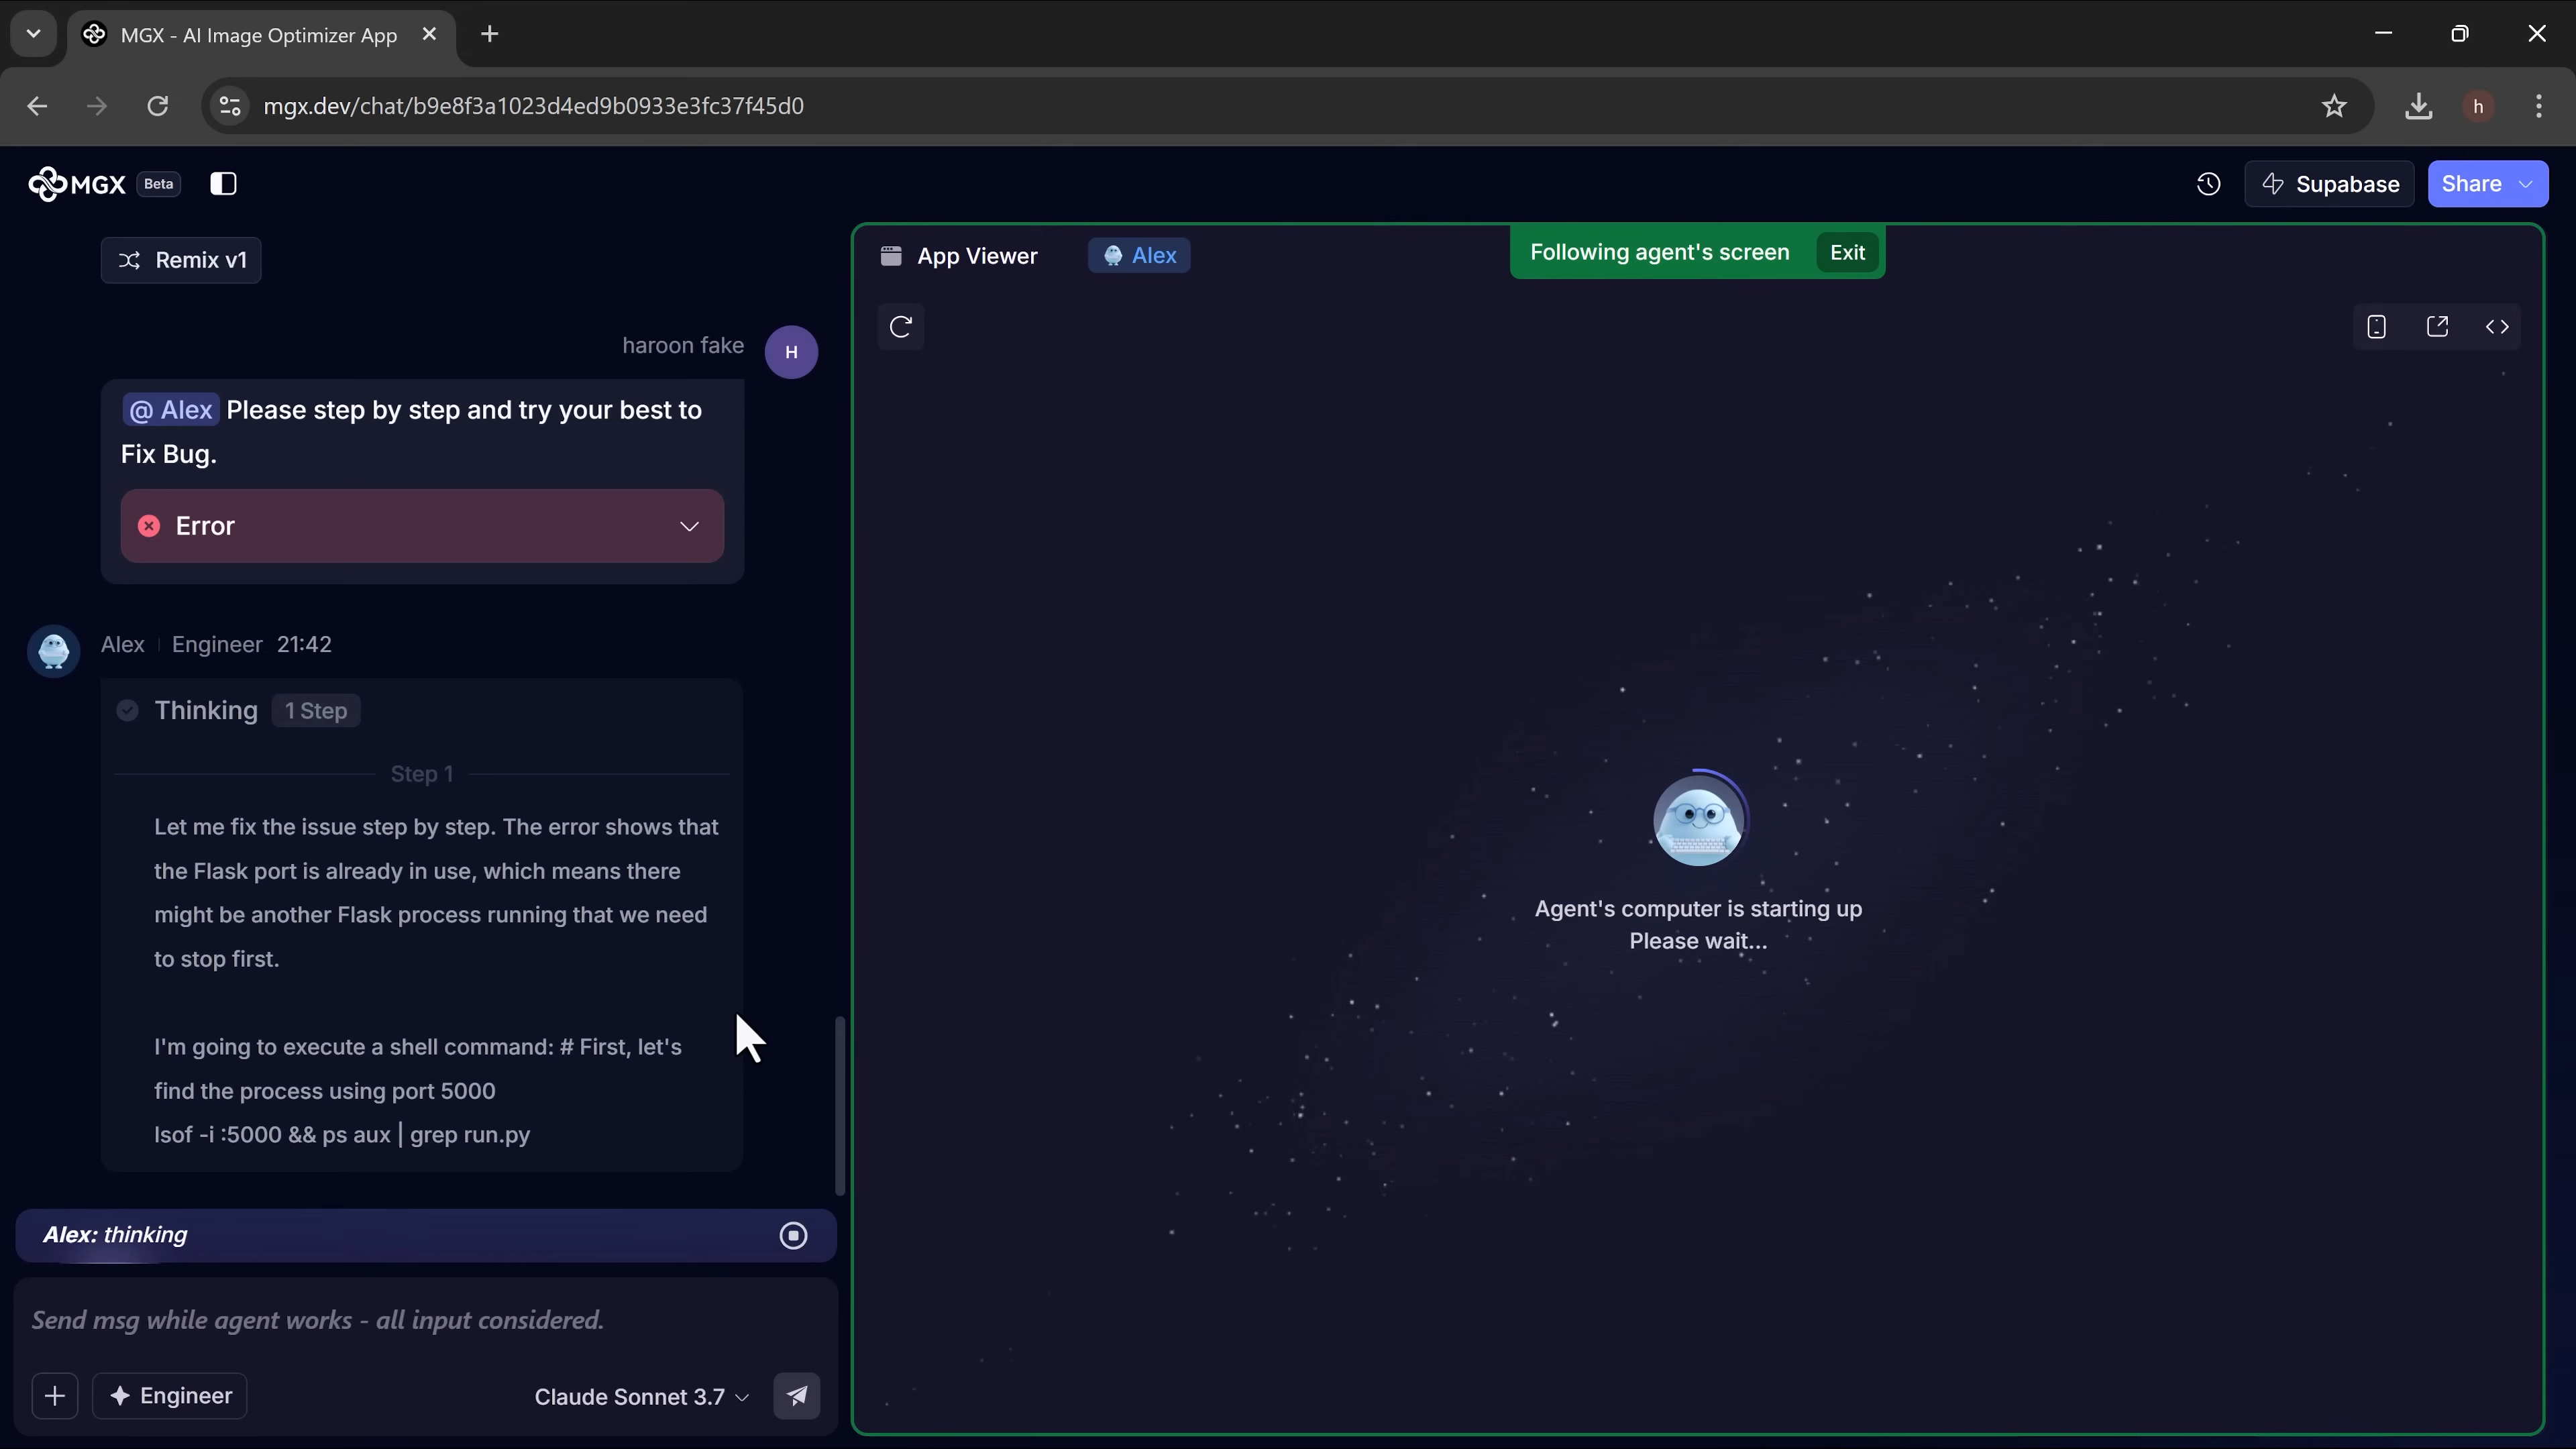 MGX - AI Image Optimizer App
mgx.dev/chat/b9e8f3a1023d4ed9b0933e3fc37f45d0
h
MGX Beta
Supabase
Share
Remix v1
haroon fake
H
@ Alex Please step by step and try your best to
Fix Bug.
Error
Alex | Engineer 21:42
Thinking 1 Step
Step 1
Let me fix the issue step by step. The error shows that
the Flask port is already in use, which means there
might be another Flask process running that we need
to stop first.
I'm going to execute a shell command: # First, let's
find the process using port 5000
lsof -i :5000 && ps aux | grep run.py
Alex: thinking
Send msg while agent works - all input considered.
Engineer
Claude Sonnet 3.7
App Viewer
Alex
Following agent's screen
Exit
Agent's computer is starting up
Please wait...